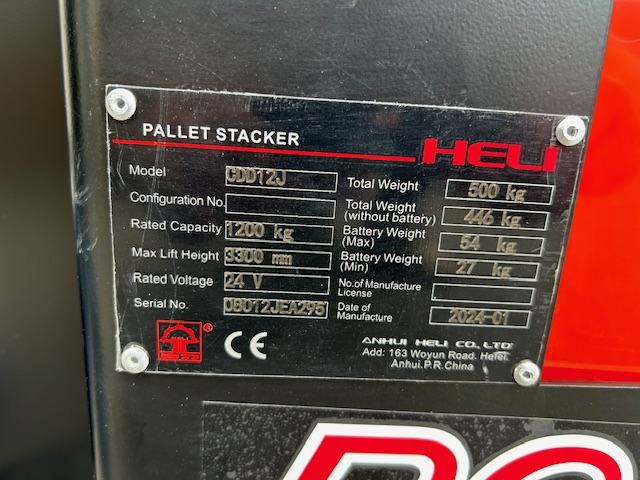 PALLET STACKER
HELI
Model CDD12J
Configuration No.
Rated Capacity 1200 kg
Max Lift Height 3300 mm
Rated Voltage 24 V
Serial No. 08012JEA295
Total Weight 500 kg
Total Weight
(without battery) 446 kg
Battery Weight
(Max) 54 kg
Battery Weight
(Min) 27 kg
No.of Manufacture
License
Date of
Manufacture 2024-01
®
CE
ANHUI HELI CO., LTD
Add: 163 Woyun Road. Hefei.
Anhui.P.R.China